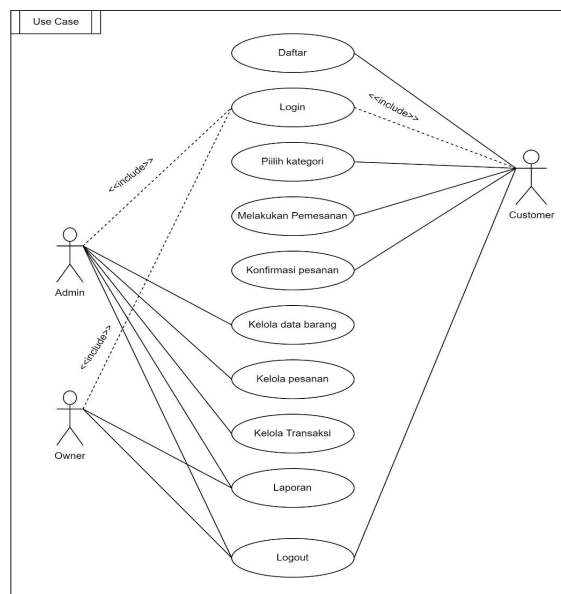 Use Case
Daftar
Login
<<include>>
Piilih kategori
<<include>>
Melakukan Pemesanan
Customer
Konfirmasi pesanan
Admin
Kelola data barang
<<include>>
Kelola pesanan
Kelola Transaksi
Owner
Laporan
Logout